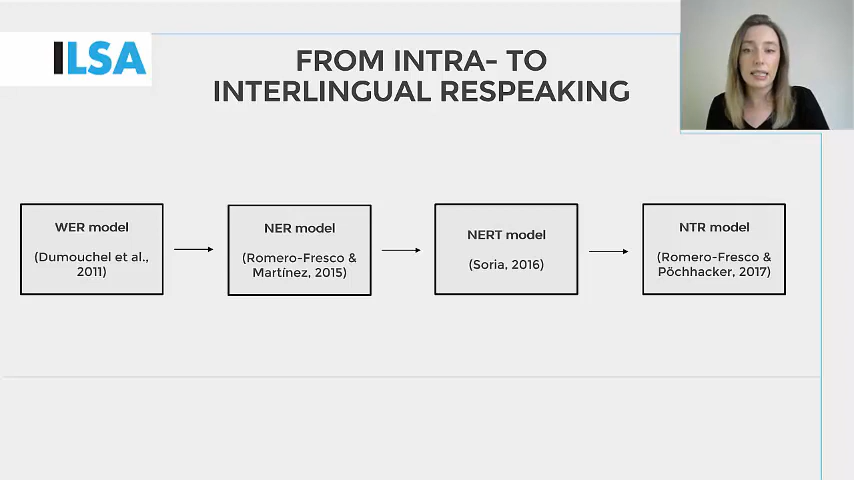 ILSA
FROM INTRA- TO
INTERLINGUAL RESPEAKING
WER model
(Dumouchel et al.,
2011)
NER model
(Romero-Fresco &
Martínez, 2015)
NERT model
(Soria, 2016)
NTR model
(Romero-Fresco &
Pöchhacker, 2017)